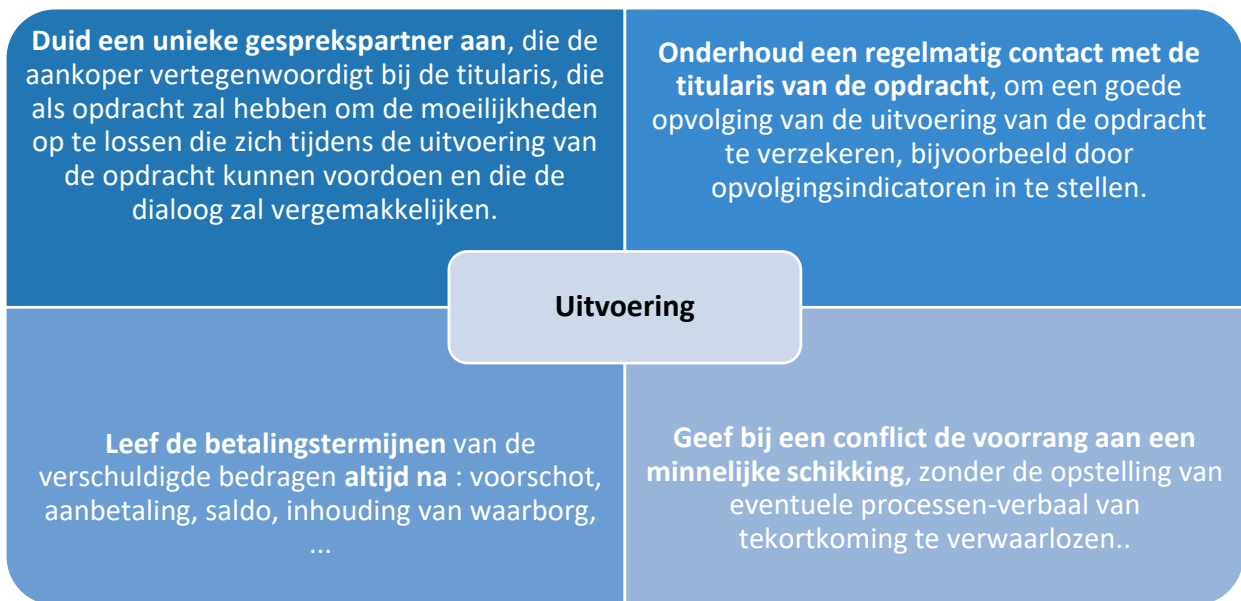 Duid een unieke gesprekspartner aan, die de
aankoper vertegenwoordigt bij de titularis, die
als opdracht zal hebben om de moeilijkheden
op te lossen die zich tijdens de uitvoering van
de opdracht kunnen voordoen en die de
dialoog zal vergemakkelijken.
Onderhoud een regelmatig contact met de
titularis van de opdracht, om een goede
opvolging van de uitvoering van de opdracht
te verzekeren, bijvoorbeeld door
opvolgingsindicatoren in te stellen.
Uitvoering
Leef de betalingstermijnen van de
verschuldigde bedragen altijd na : voorschot,
aanbetaling, saldo, inhouding van waarborg,
...
Geef bij een conflict de voorrang aan een
minnelijke schikking, zonder de opstelling van
eventuele processen-verbaal van
tekortkoming te verwaarlozen..